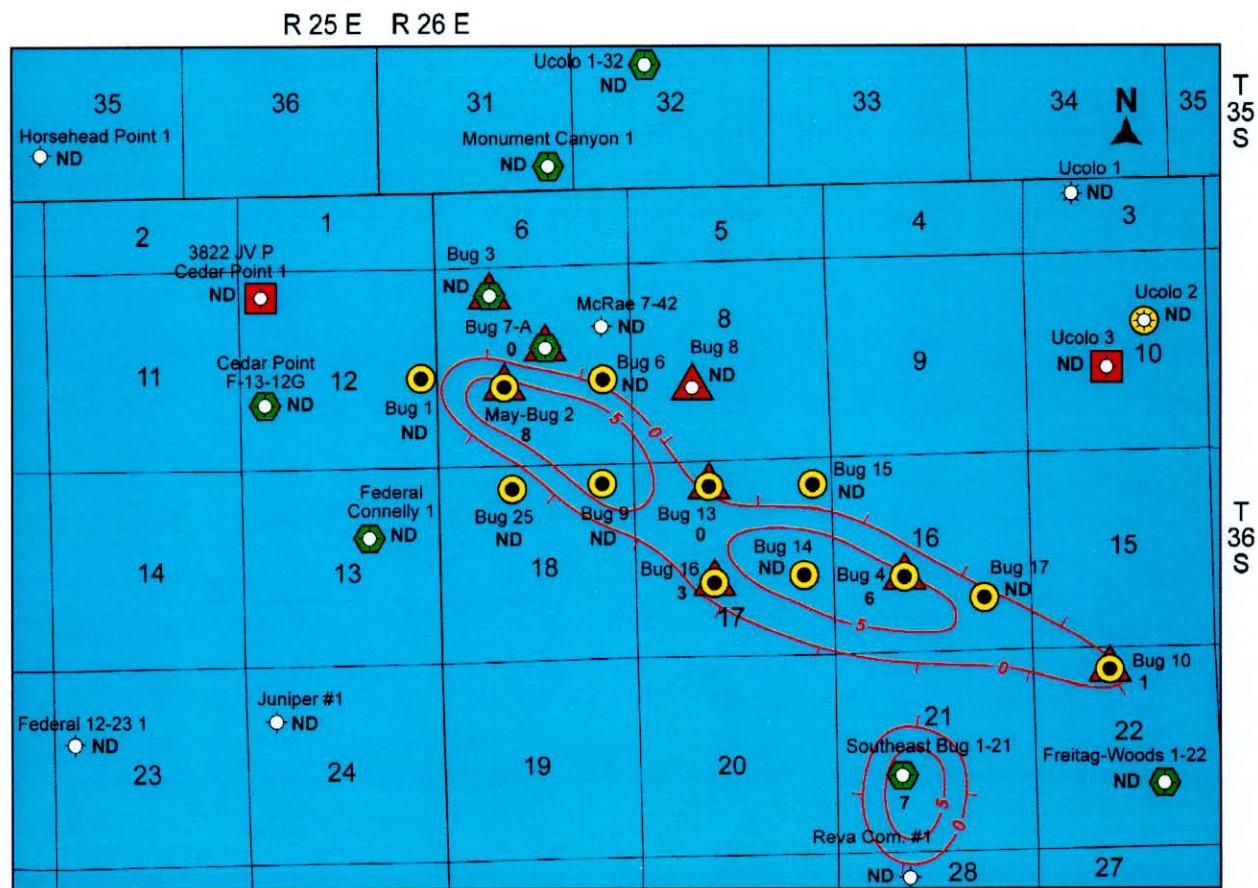 R 25 E R 26 E
T
35
S
35
36
31
32
33
34
35
Ucolo 1-32
ND
N
Horsehead Point 1
ND
Monument Canyon 1
ND
Ucolo 1
ND
2
1
6
5
4
3
3822 JV P
Cedar Point 1
ND
Bug 3
ND
McRae 7-42
ND
Bug 7-A
0
8
Bug 8
ND
9
Ucolo 2
ND
Ucolo 3
ND
10
11
Cedar Point
F-13-12G
ND
12
Bug 1
ND
May-Bug 2
8
Bug 6
ND
5
0
Federal
Connelly 1
ND
Bug 25
ND
Bug 9
ND
Bug 13
0
Bug 15
ND
T
36
S
14
13
18
Bug 16
3
17
Bug 14
ND
Bug 4
6
16
Bug 17
ND
15
5
0
Bug 10
1
Federal 12-23 1
ND
Juniper #1
ND
21
22
23
24
19
20
Southeast Bug 1-21
7
5
0
Freitag-Woods 1-22
ND
Reva Com. #1
ND
28
27